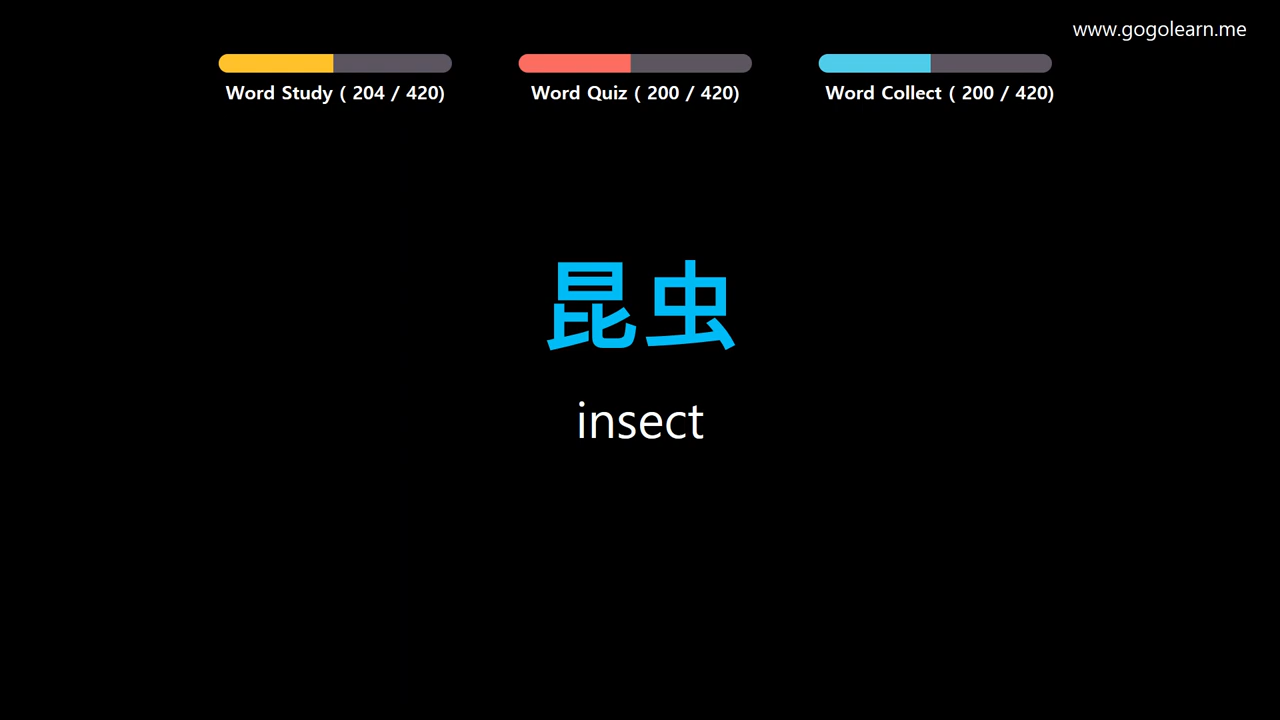 www.gogolearn.me
Word Study ( 204 / 420)
Word Quiz ( 200 / 420)
Word Collect ( 200 / 420)
昆虫
insect